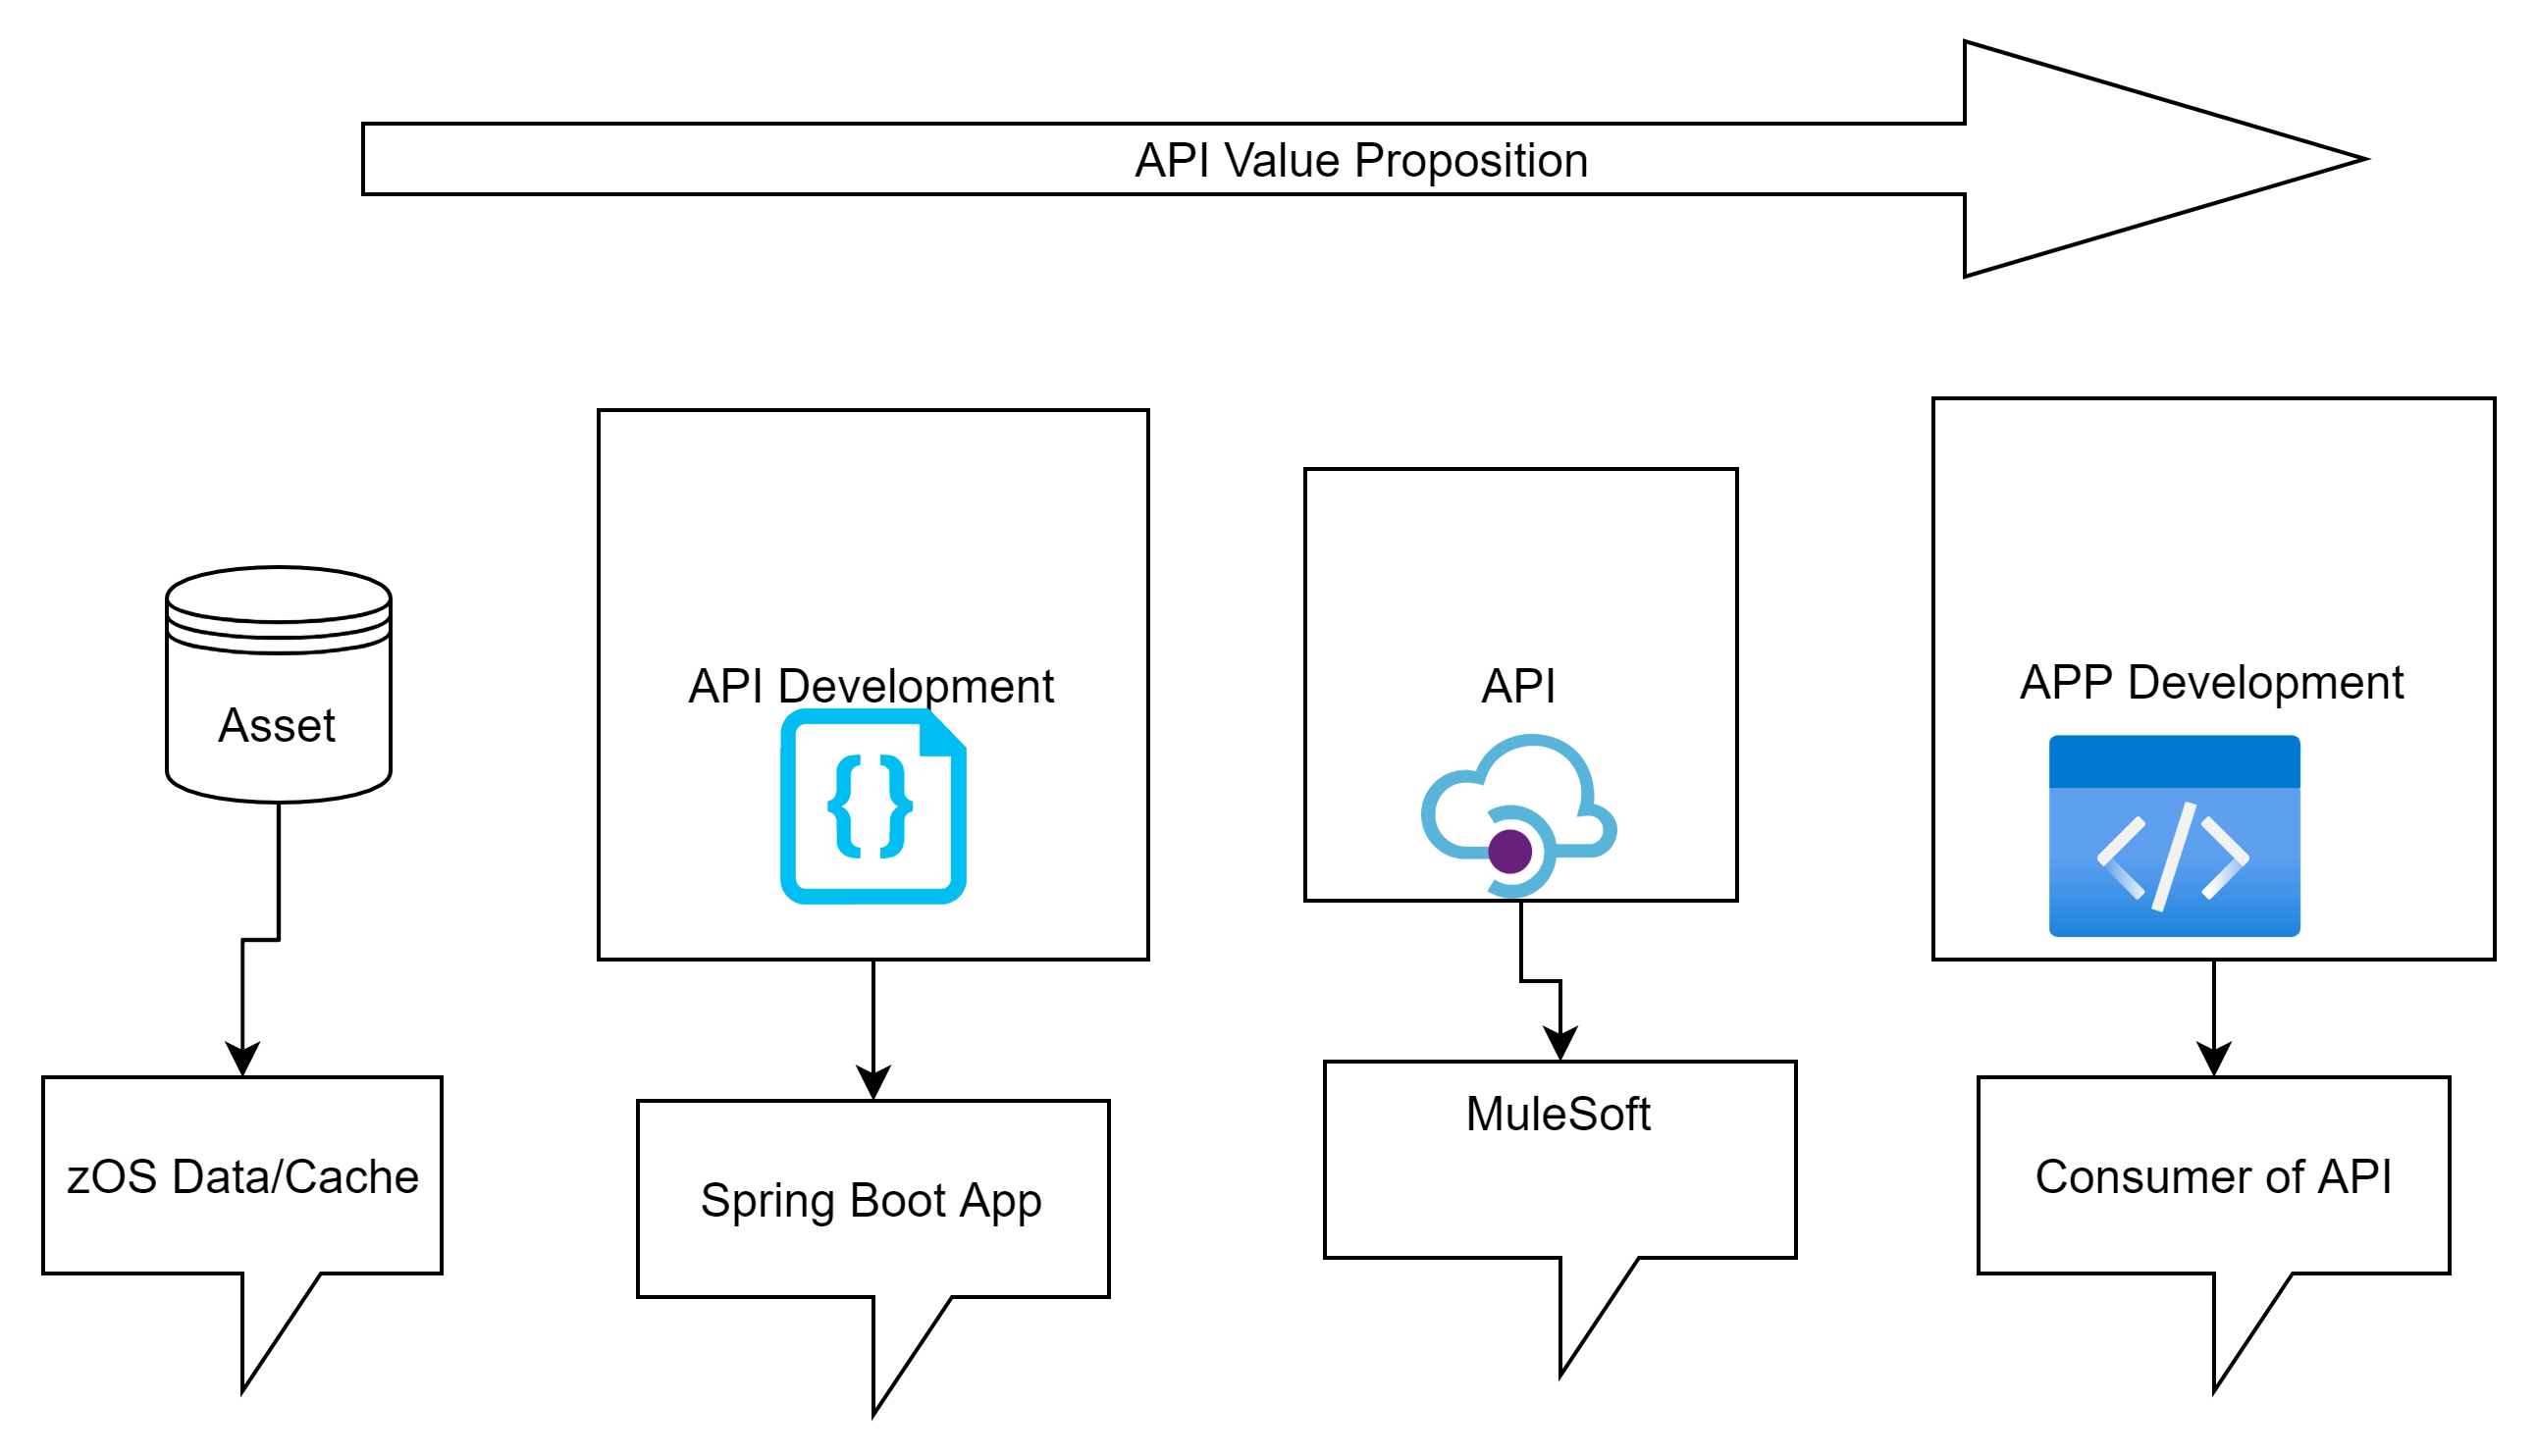 API Value Proposition
Asset
API Development
API
APP Development
{ }
</>
zOS Data/Cache
Spring Boot App
MuleSoft
Consumer of API